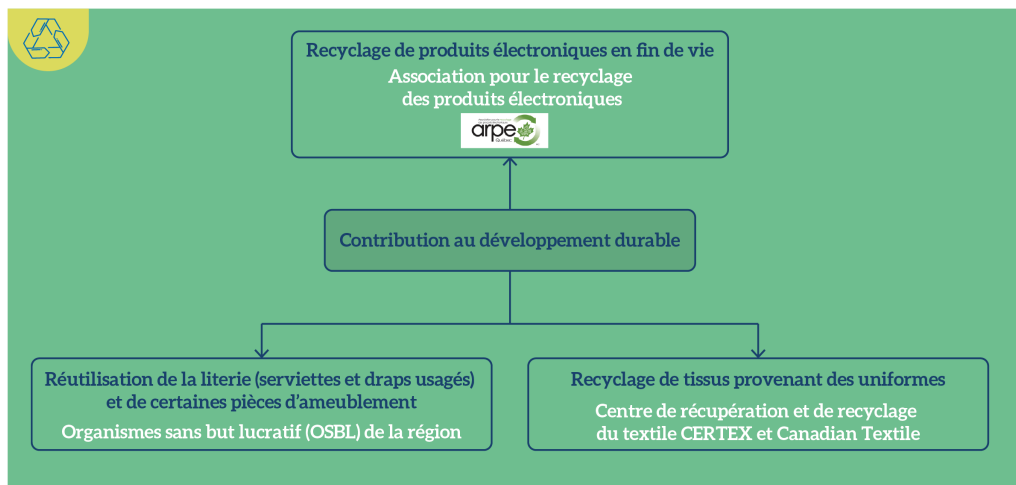 Recyclage de produits électroniques en fin de vie
Association pour le recyclage
des produits électroniques
arpe
Québec
Contribution au développement durable
Réutilisation de la literie (serviettes et draps usagés)
et de certaines pièces d'ameublement
Organismes sans but lucratif (OSBL) de la région
Recyclage de tissus provenant des uniformes
Centre de récupération et de recyclage
du textile CERTEX et Canadian Textile